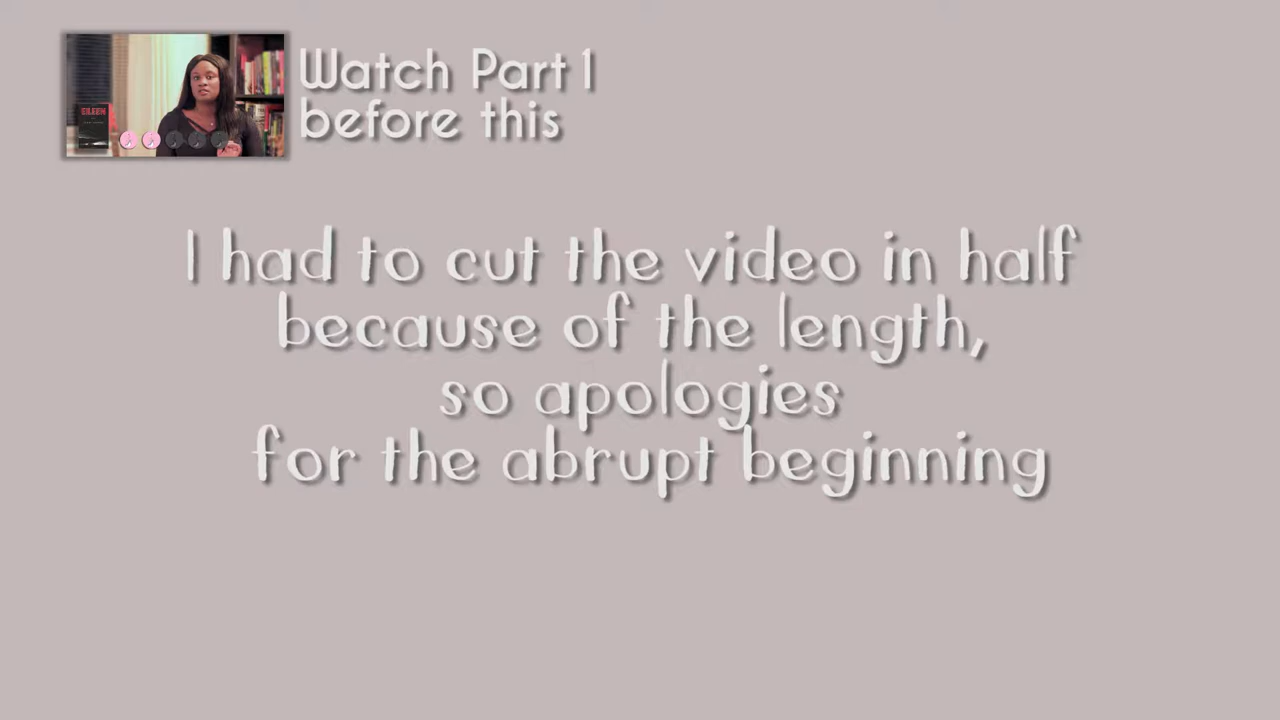 Watch Part 1
before this
EILEEN
I had to cut the video in half
because of the length,
so apologies
for the abrupt beginning